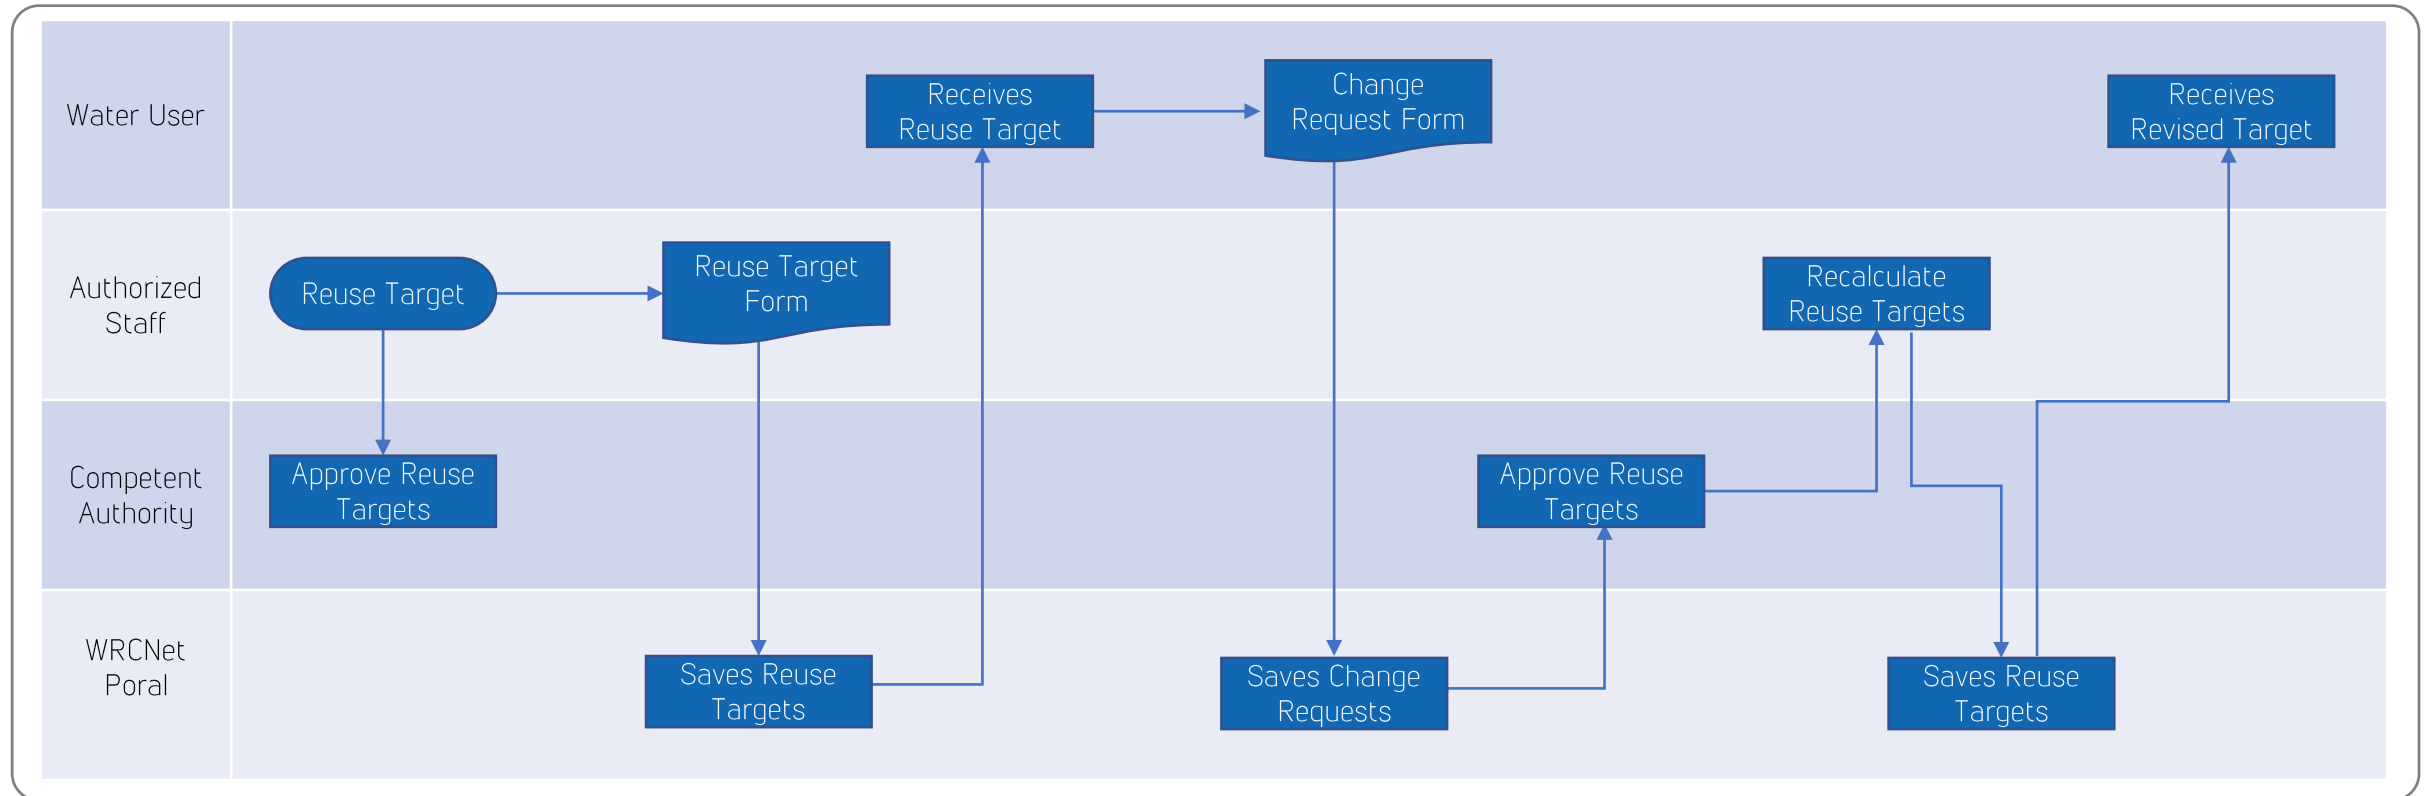 Water User
Receives
Reuse Target
Change
Request Form
Receives
Revised Target
Authorized
Staff
Reuse Target
Reuse Target
Form
Recalculate
Reuse Targets
Competent
Authority
Approve Reuse
Targets
Approve Reuse
Targets
WRCNet
Poral
Saves Reuse
Targets
Saves Change
Requests
Saves Reuse
Targets